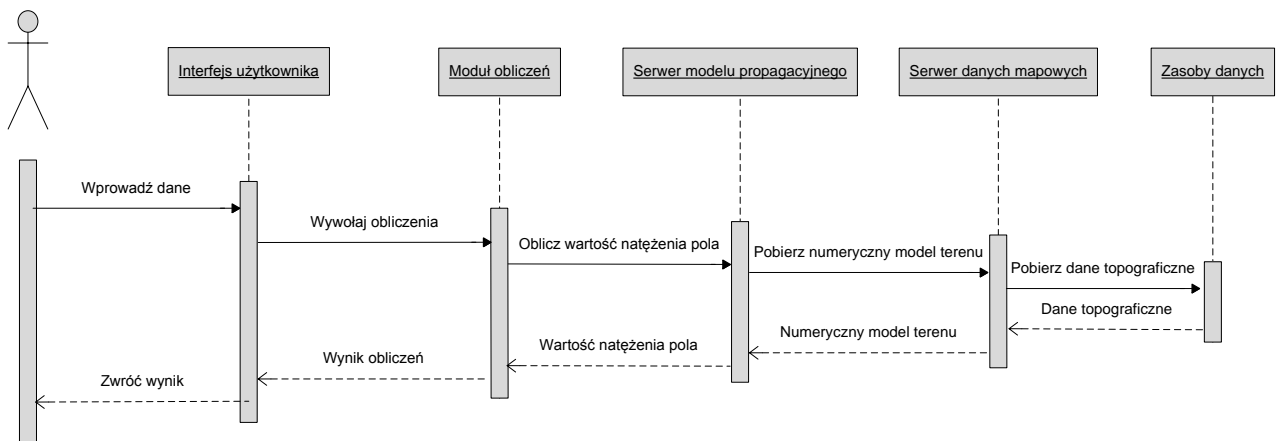 Interfejs użytkownika
Moduł obliczeń
Serwer modelu propagacyjnego
Serwer danych mapowych
Zasoby danych
Wprowadź dane
Wywołaj obliczenia
Oblicz wartość natężenia pola
Pobierz numeryczny model terenu
Pobierz dane topograficzne
Dane topograficzne
Numeryczny model terenu
Wartość natężenia pola
Wynik obliczeń
Zwróć wynik